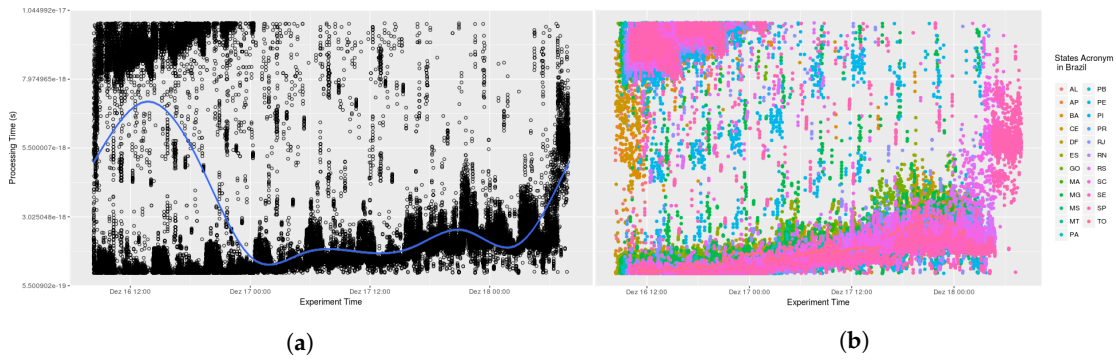 1.044992e-17
7.974965e-18
5.500007e-18
3.025048e-18
5.500902e-19
Processing Time (s)
Dez 16 12:00
Dez 17 00:00
Dez 17 12:00
Dez 18 00:00
Experiment Time
(a)
Dez 16 12:00
Dez 17 00:00
Dez 17 12:00
Dez 18 00:00
Experiment Time
(b)
States Acronym
in Brazil
AL
AP
BA
CE
DF
ES
GO
MA
MG
MS
MT
PA
PB
PE
PI
PR
RJ
RN
RS
SC
SE
SP
TO